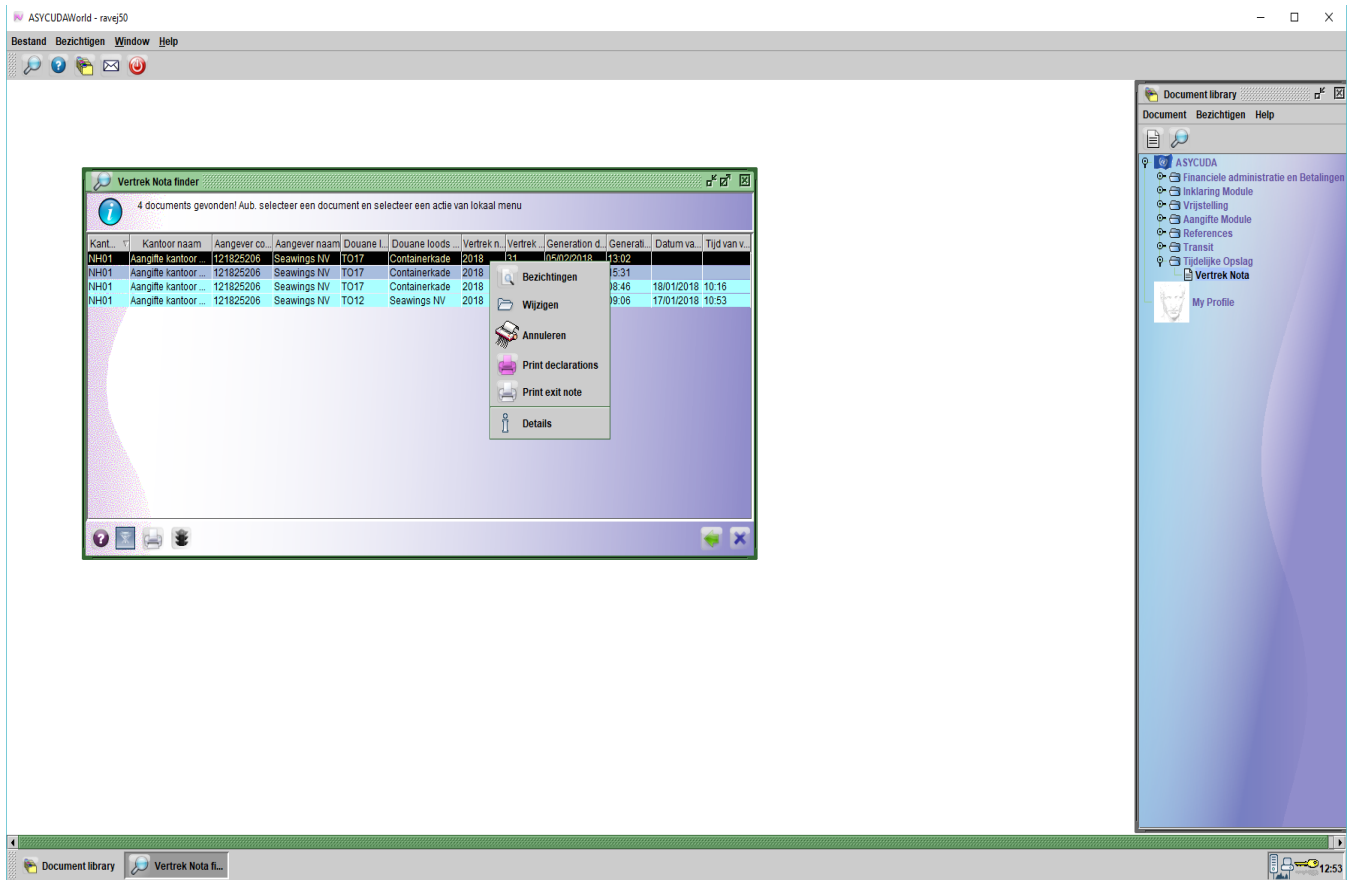 ASYCUDAWorld - ravej50
Bestand Bezichtigen Window Help
Document library
Document Bezichtigen Help
ASYCUDA
Financiele administratie en Betalingen
Inklaring Module
Vrijstelling
Aangifte Module
References
Transit
Tijdelijke Opslag
Vertrek Nota
My Profile
Vertrek Nota finder
4 documents gevonden! Aub. selecteer een document en selecteer een actie van lokaal menu
Kant... Kantoor naam Aangever co... Aangever naam Douane l... Douane loods ... Vertrek n... Vertrek ... Generation d... Generati... Datum va... Tijd van v...
NH01 Aangifte kantoor ... 121825206 Seawings NV TO17 Containerkade 2018 31 05/02/2018 13:02
NH01 Aangifte kantoor ... 121825206 Seawings NV TO17 Containerkade 2018 15:31
NH01 Aangifte kantoor ... 121825206 Seawings NV TO17 Containerkade 2018 08:46 18/01/2018 10:16
NH01 Aangifte kantoor ... 121825206 Seawings NV TO12 Seawings NV 2018 09:06 17/01/2018 10:53
Bezichtingen
Wijzigen
Annuleren
Print declarations
Print exit note
Details
Document library
Vertrek Nota fi...
12:53